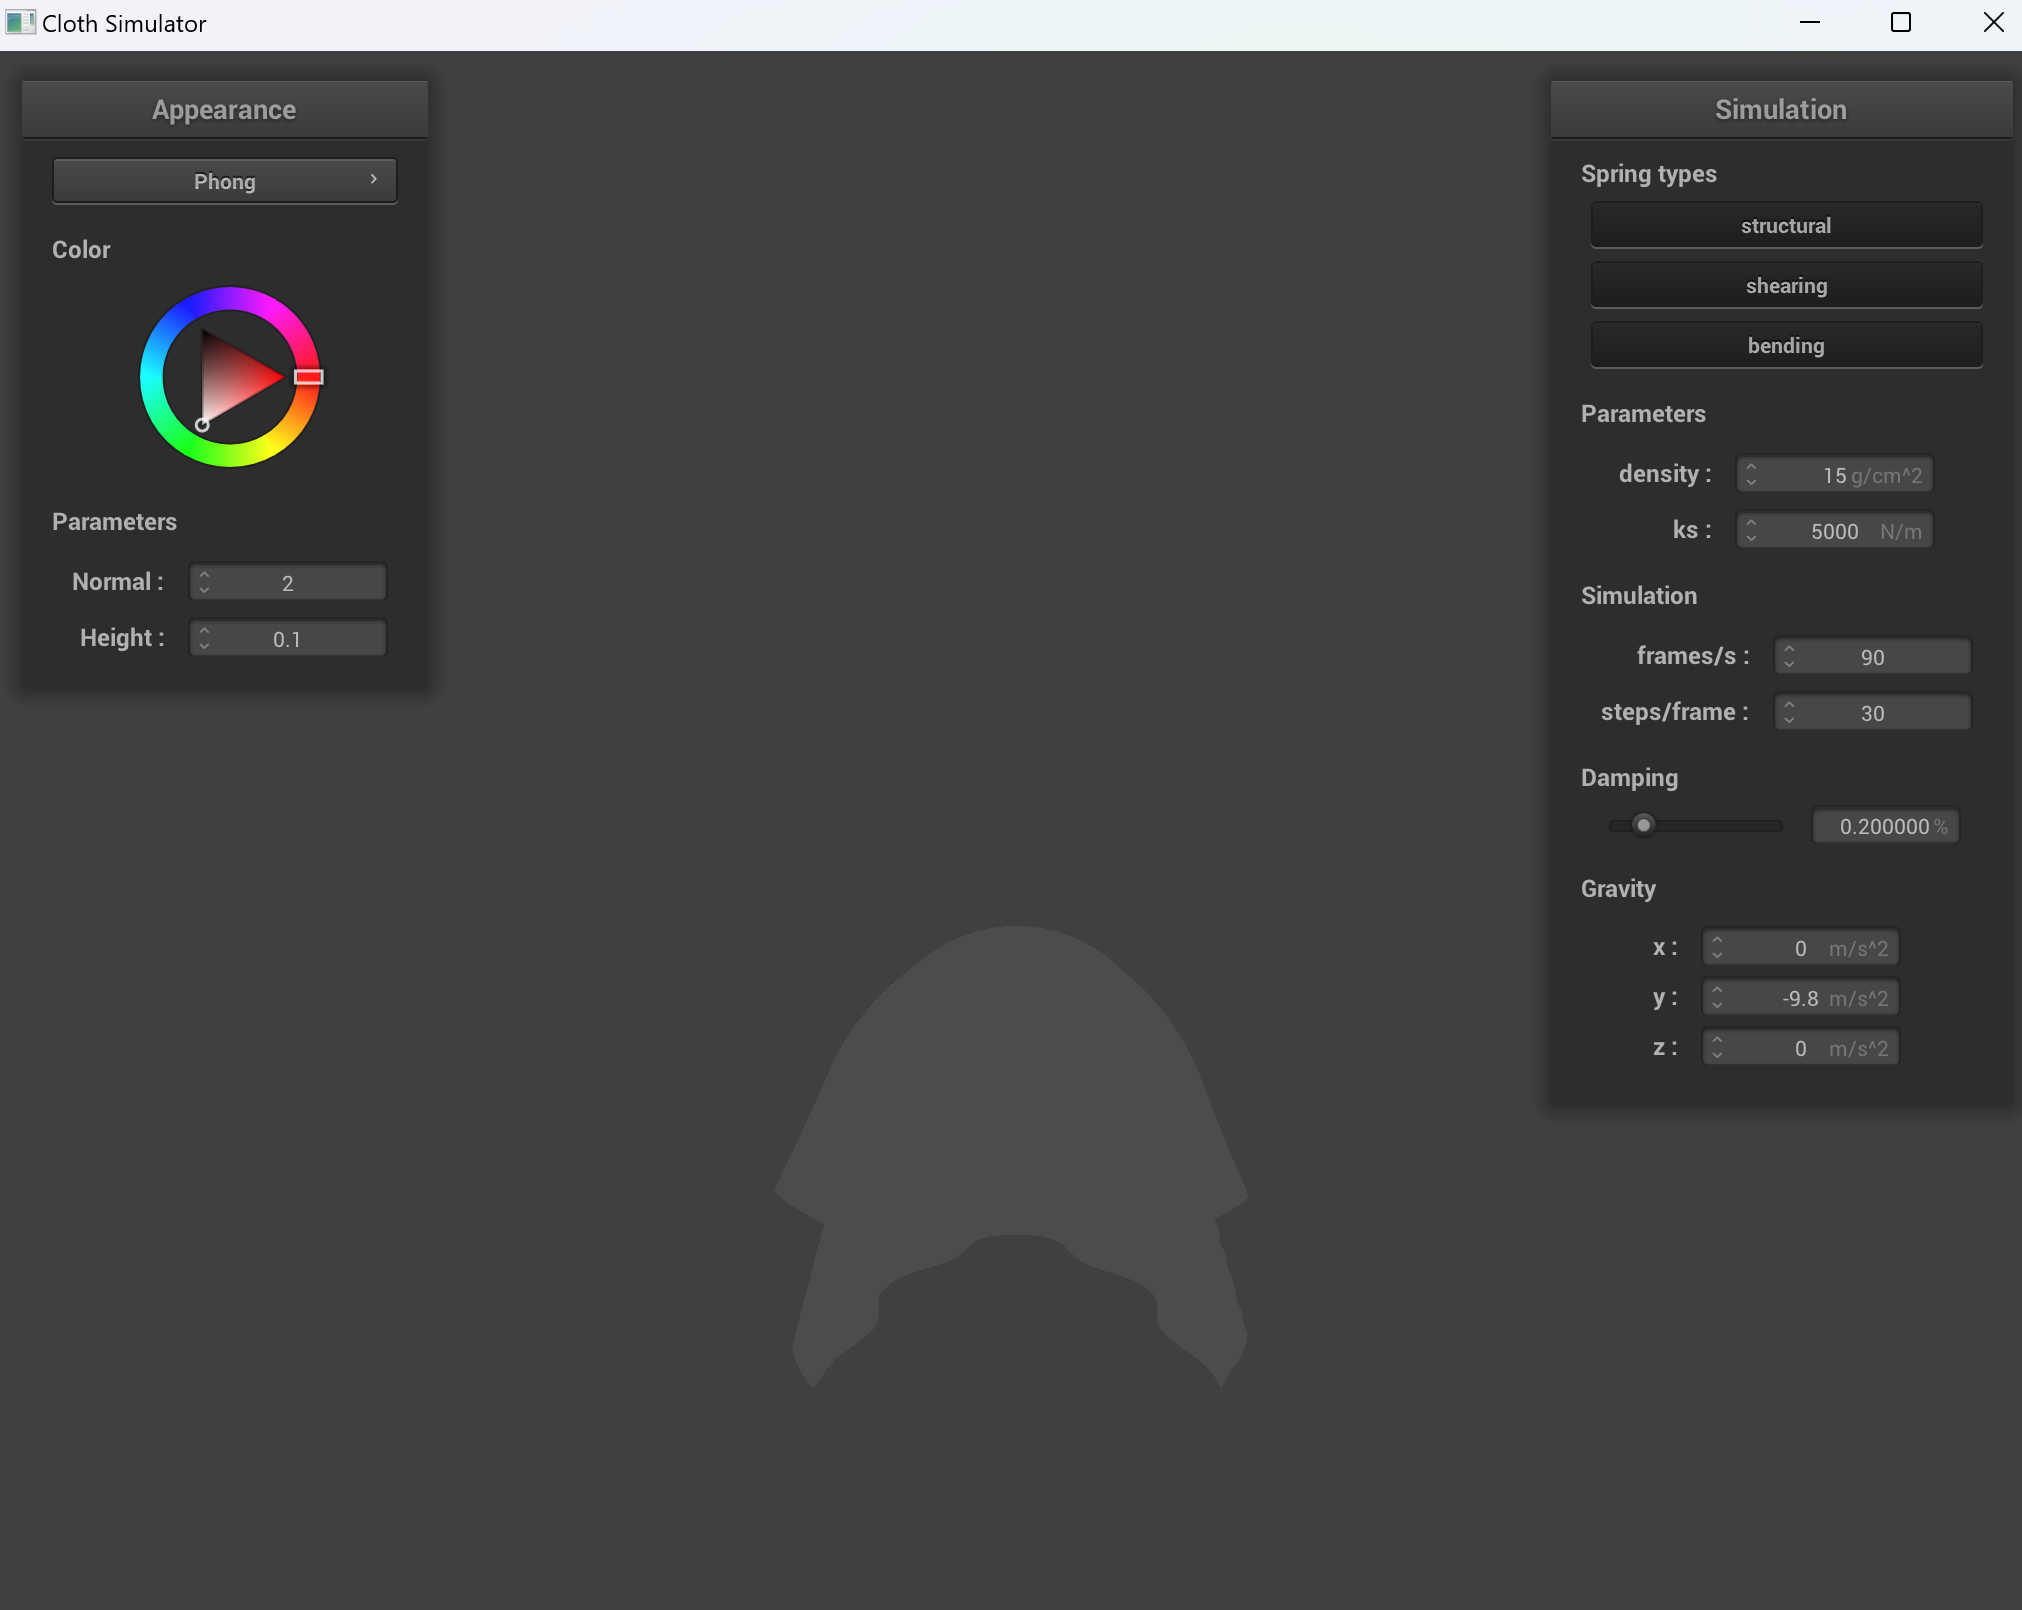 Cloth Simulator
Appearance
Phong
Color
Parameters
Normal : 2
Height : 0.1
Simulation
Spring types
structural
shearing
bending
Parameters
density : 15 g/cm^2
ks : 5000 N/m
Simulation
frames/s : 90
steps/frame : 30
Damping
0.200000 %
Gravity
x : 0 m/s^2
y : -9.8 m/s^2
z : 0 m/s^2